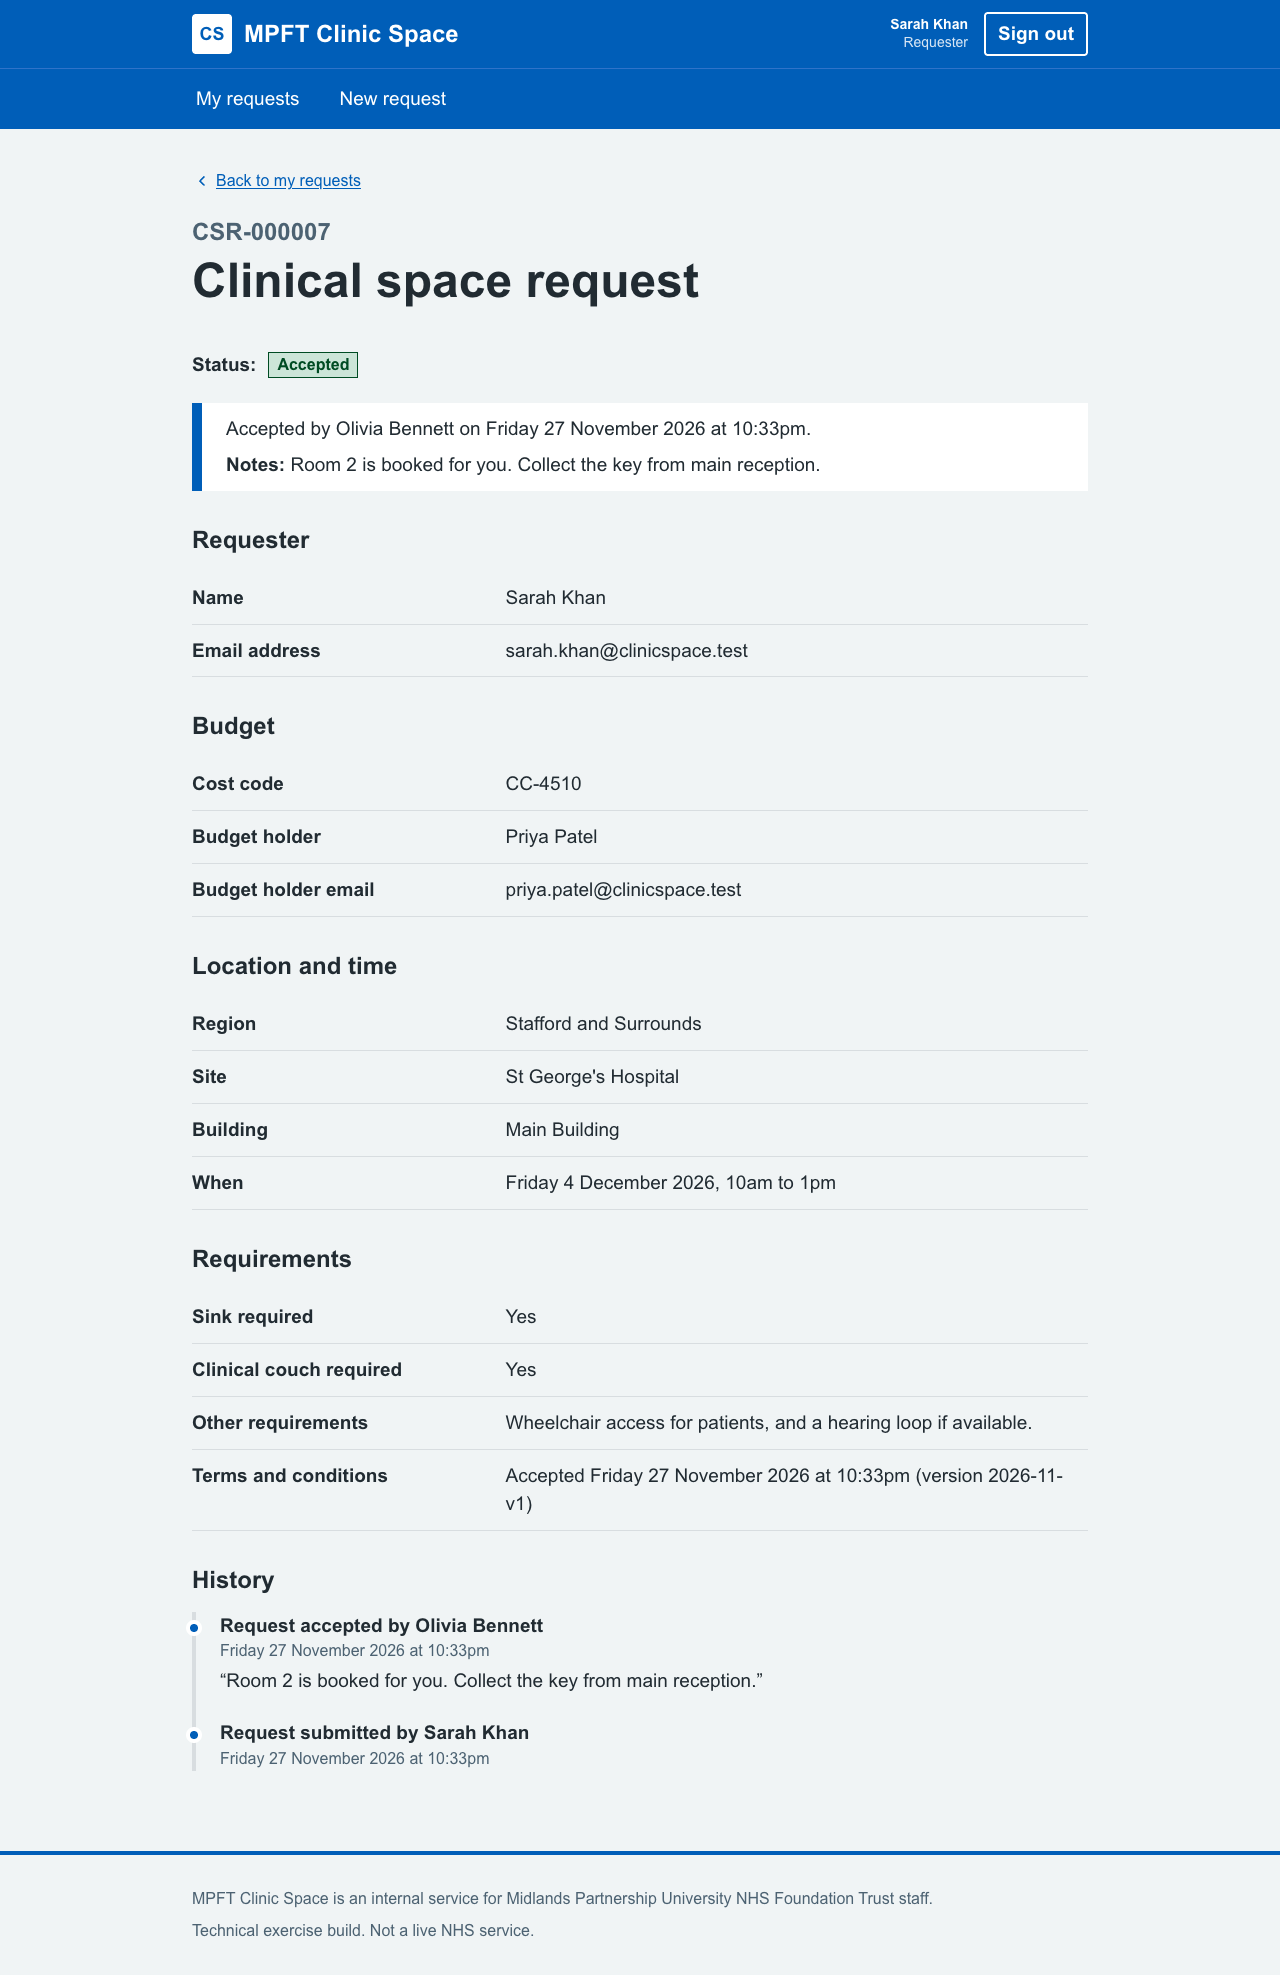 CS MPFT Clinic Space
Sarah Khan
Requester
Sign out
My requests New request
Back to my requests
CSR-000007
Clinical space request
Status: Accepted
Accepted by Olivia Bennett on Friday 27 November 2026 at 10:33pm.
Notes: Room 2 is booked for you. Collect the key from main reception.
Requester
Name Sarah Khan
Email address sarah.khan@clinicspace.test
Budget
Cost code CC-4510
Budget holder Priya Patel
Budget holder email priya.patel@clinicspace.test
Location and time
Region Stafford and Surrounds
Site St George's Hospital
Building Main Building
When Friday 4 December 2026, 10am to 1pm
Requirements
Sink required Yes
Clinical couch required Yes
Other requirements Wheelchair access for patients, and a hearing loop if available.
Terms and conditions Accepted Friday 27 November 2026 at 10:33pm (version 2026-11-
v1)
History
Request accepted by Olivia Bennett
Friday 27 November 2026 at 10:33pm
“Room 2 is booked for you. Collect the key from main reception.”
Request submitted by Sarah Khan
Friday 27 November 2026 at 10:33pm
MPFT Clinic Space is an internal service for Midlands Partnership University NHS Foundation Trust staff.
Technical exercise build. Not a live NHS service.